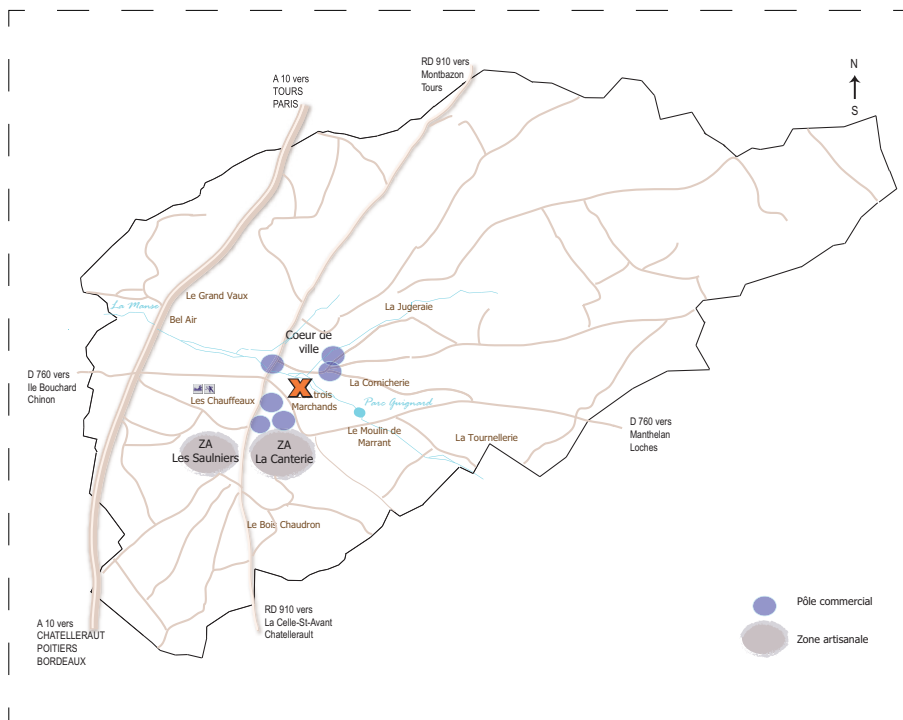 RD 910 vers
Montbazon
Tours
A 10 vers
TOURS
PARIS
N
S
La Manse
Le Grand Vaux
Bel Air
La Jugeraie
Coeur de
ville
D 760 vers
Ile Bouchard
Chinon
La Cornicherie
Les Chauffeaux
X
trois
Marchands
Parc Guignard
Le Moulin de
Marrant
La Tournellerie
D 760 vers
Manthelan
Loches
ZA
Les Saulniers
ZA
La Canterie
Le Bois Chaudron
A 10 vers
CHATELLERAUT
POITIERS
BORDEAUX
RD 910 vers
La Celle-St-Avant
Chatellerault
Pôle commercial
Zone artisanale